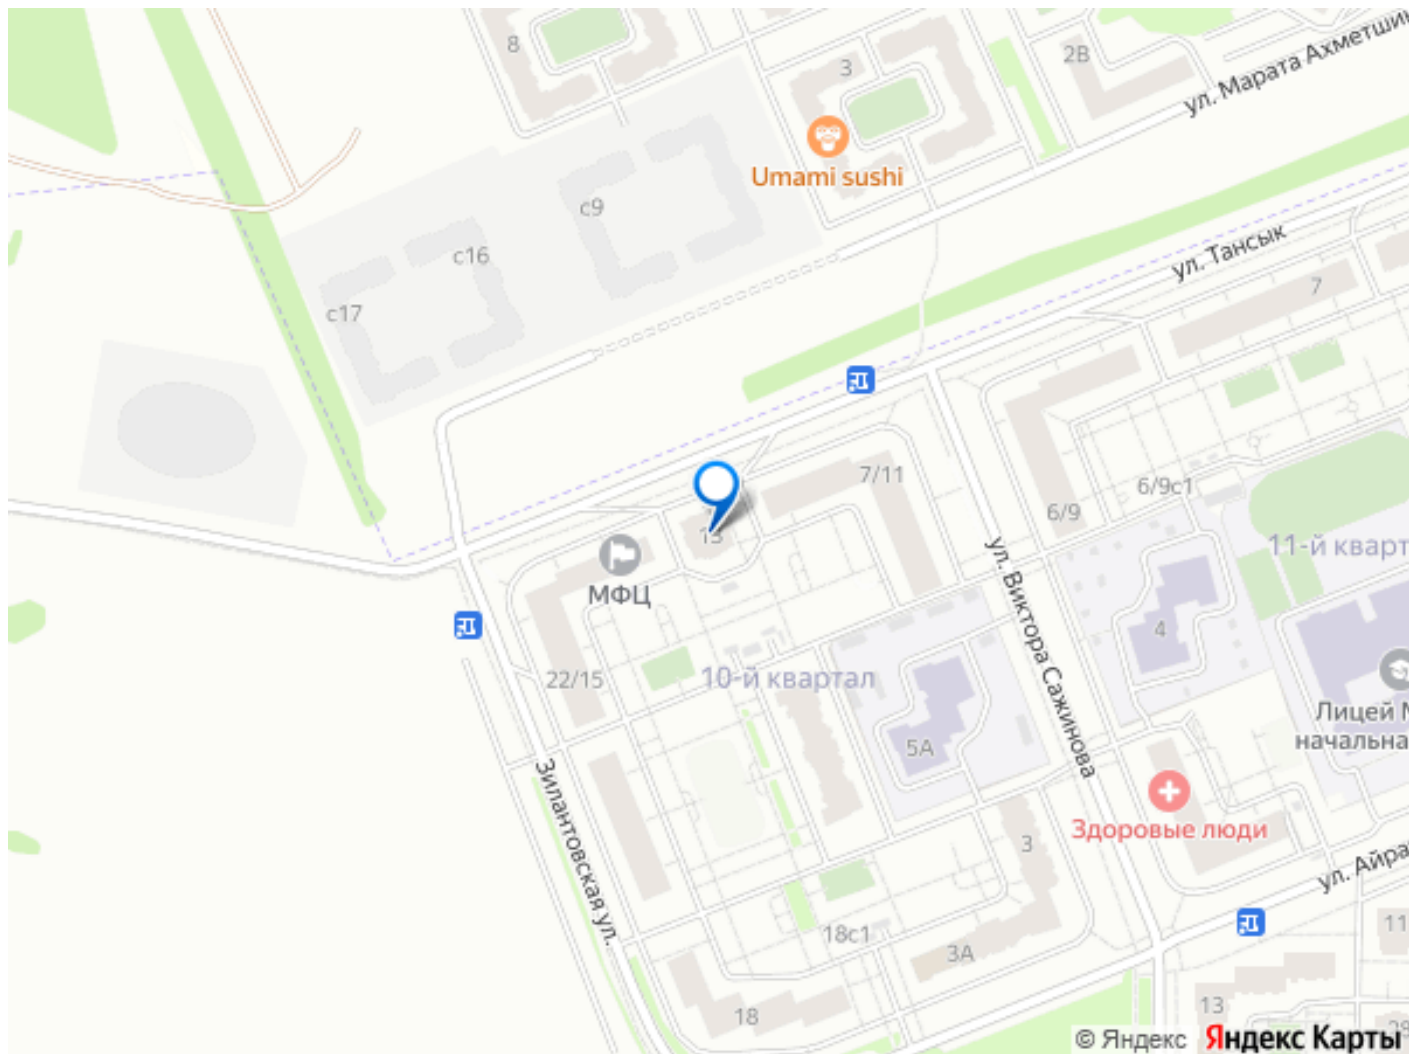 8
3
2В
ул. Марата Ахметшин
Umami sushi
с9
с16
с17
ул. Тансык
7
7/11
6/9с1
6/9
13
11-й кварт
МФЦ
ул. Виктора Сажинова
4
22/15
10-й квартал
5А
Лицей
начальна
Зилантовская ул.
Здоровые люди
3
ул. Айра
18с1
11
3А
13
18
© Яндекс
Яндекс Карты